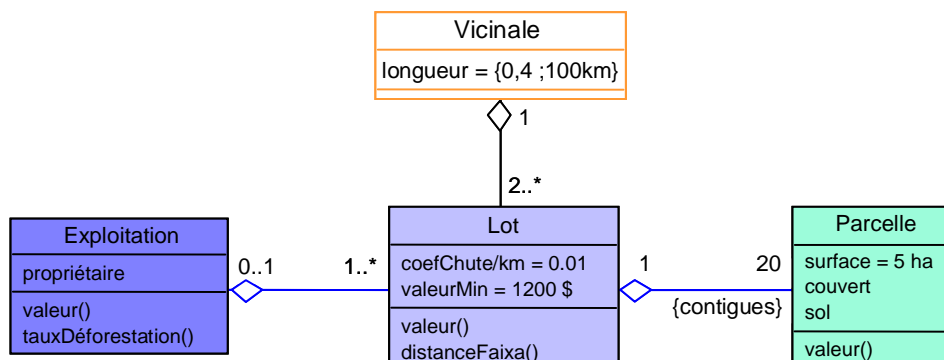 Vicinale
longueur = {0,4 ;100km}
1
2..*
Exploitation
propriétaire
valeur()
tauxDéforestation()
0..1
1..*
Lot
coefChute/km = 0.01
valeurMin = 1200 $
valeur()
distanceFaixa()
1
20
{contigues}
Parcelle
surface = 5 ha
couvert
sol
valeur()